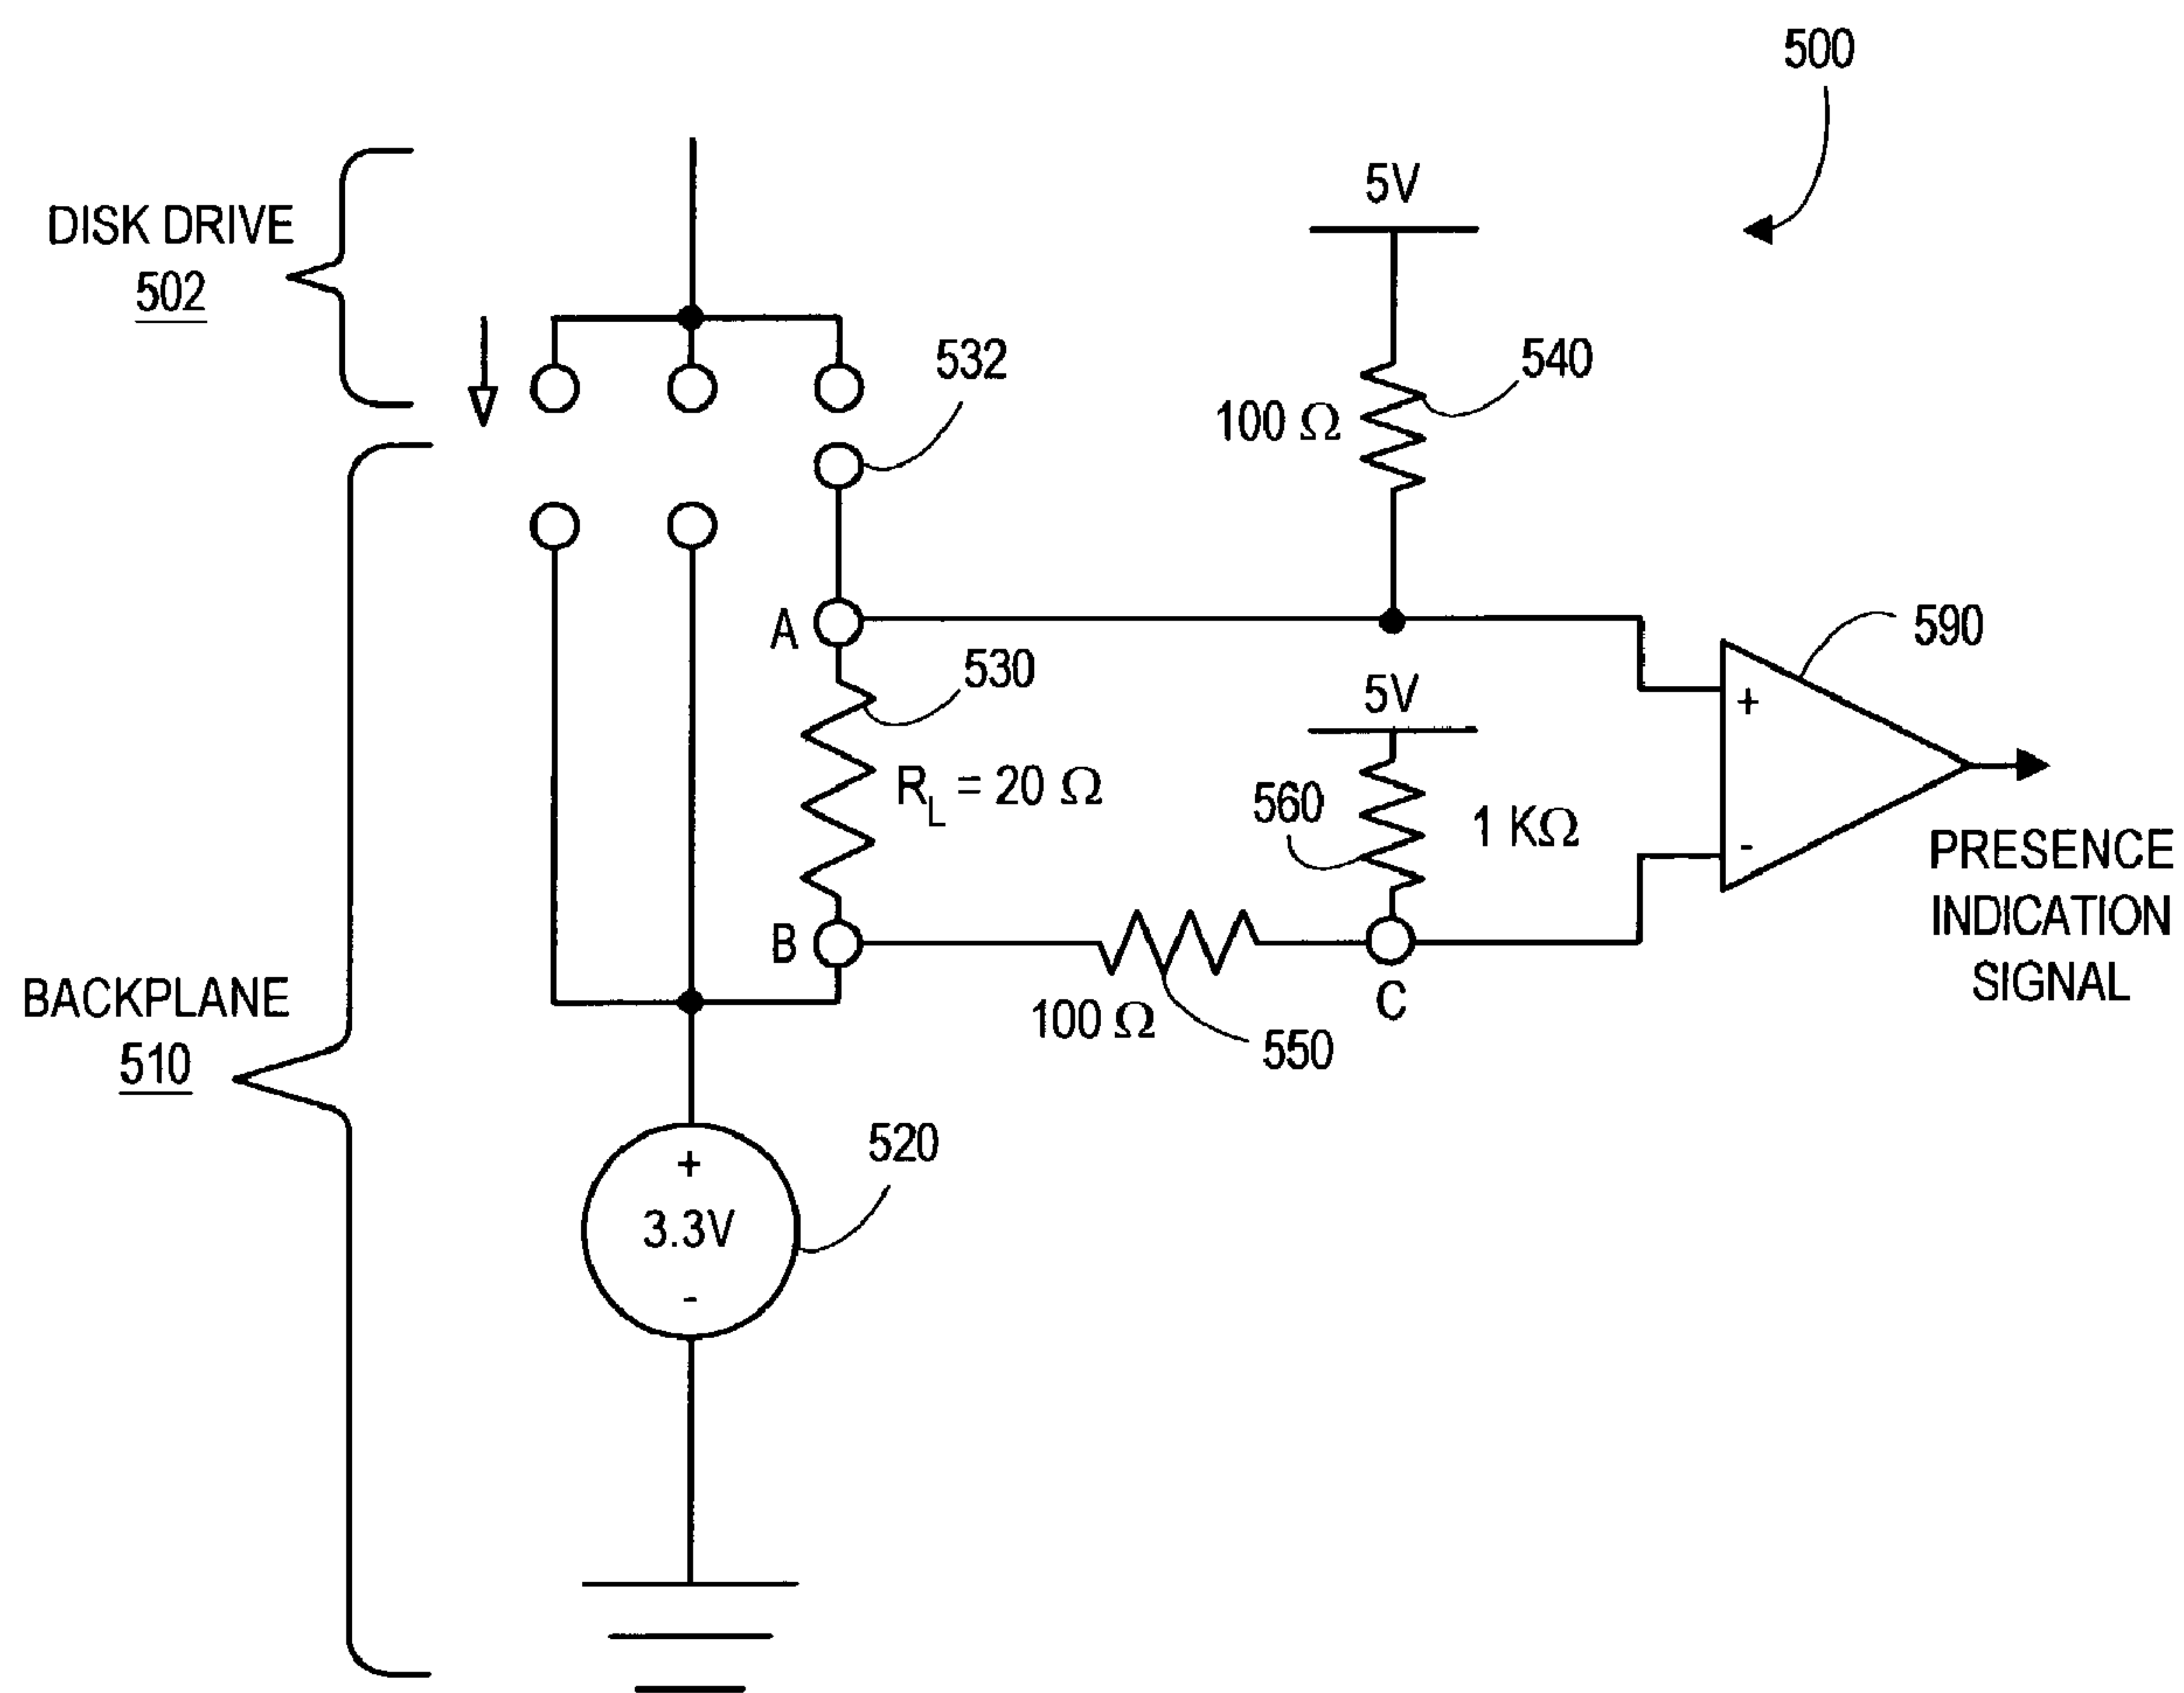 500
5V
DISK DRIVE
502
532
540
100 Ω
A
590
530
5V
+
RL = 20 Ω
560
1 KΩ
-
PRESENCE
INDICATION
SIGNAL
B
C
BACKPLANE
510
100 Ω
550
520
+
3.3V
-